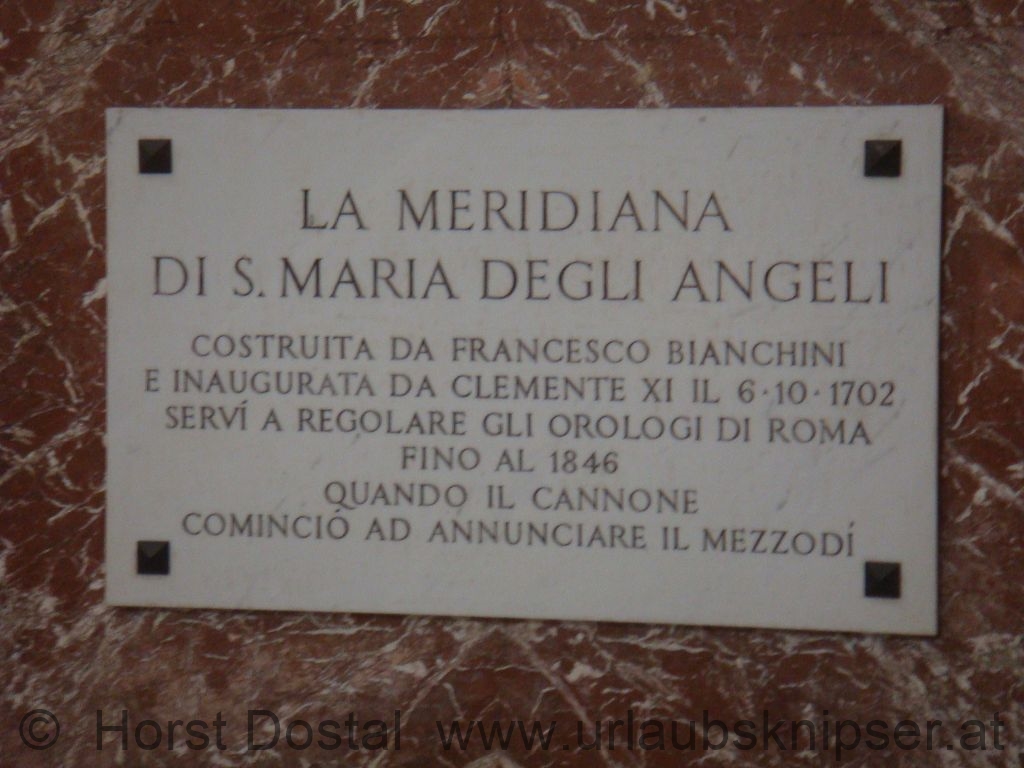 LA MERIDIANA
DI S. MARIA DEGLI ANGELI
COSTRUITA DA FRANCESCO BIANCHINI
E INAUGURATA DA CLEMENTE XI IL 6·10·1702
SERVÍ A REGOLARE GLI OROLOGI DI ROMA
FINO AL 1846
QUANDO IL CANNONE
COMINCIÒ AD ANNUNCIARE IL MEZZODÍ
© Horst Dostal www.urlaubsknipser.at